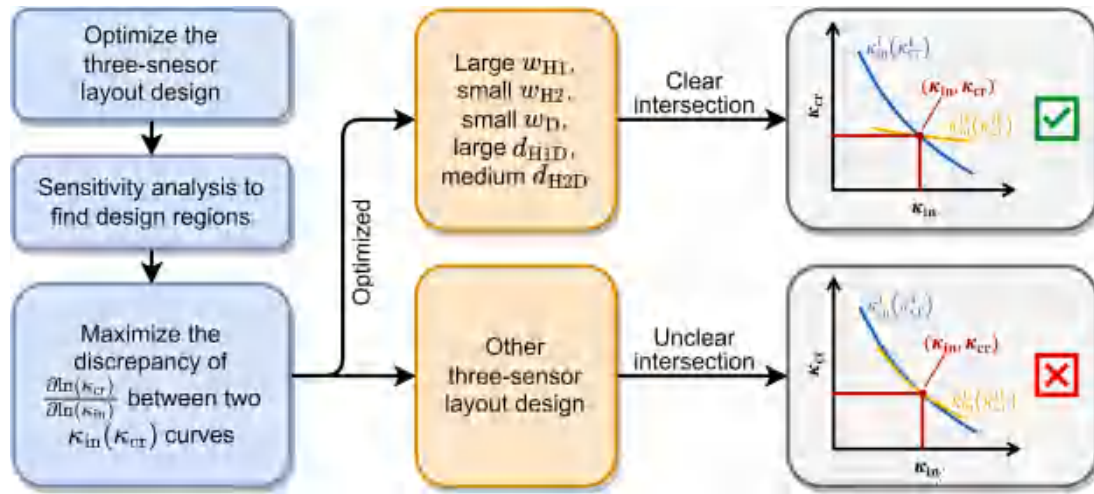 Optimize the
three-snesor
layout design
Sensitivity analysis to
find design regions
Maximize the
discrepancy of
∂ln(κcr)
∂ln(κin) between two
κin(κcr) curves
Optimized
Large wH1,
small wH2,
small wD,
large dH1D,
medium dH2D
Other
three-sensor
layout design
Clear
intersection
Unclear
intersection
κcr
(κin, κcr)
κin
κcr
(κin, κcr)
κin